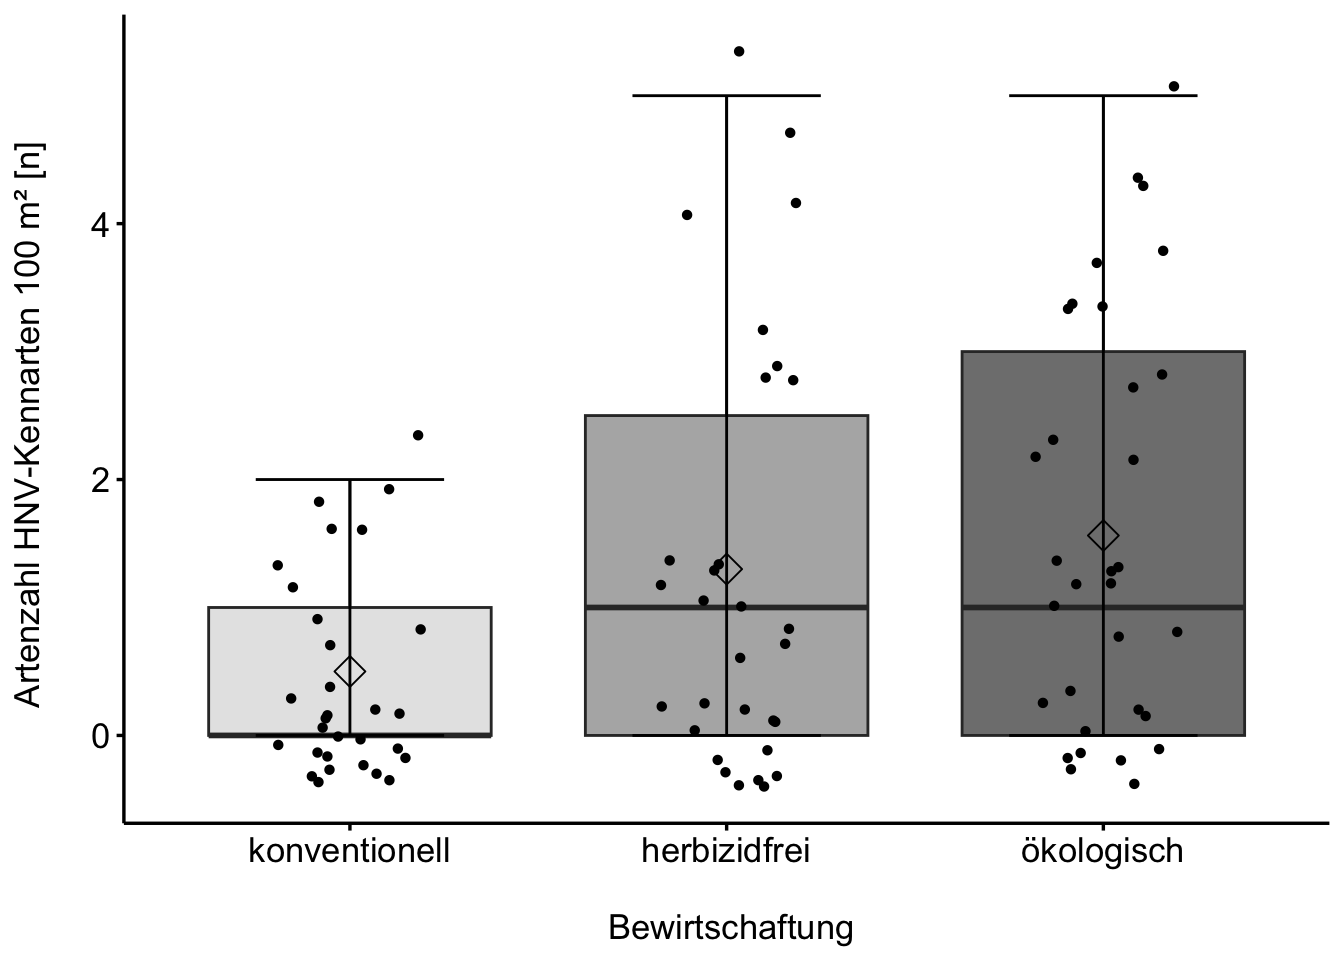 Artenzahl HNV-Kennarten 100 m² [n]
4
2
0
konventionell herbizidfrei ökologisch
Bewirtschaftung